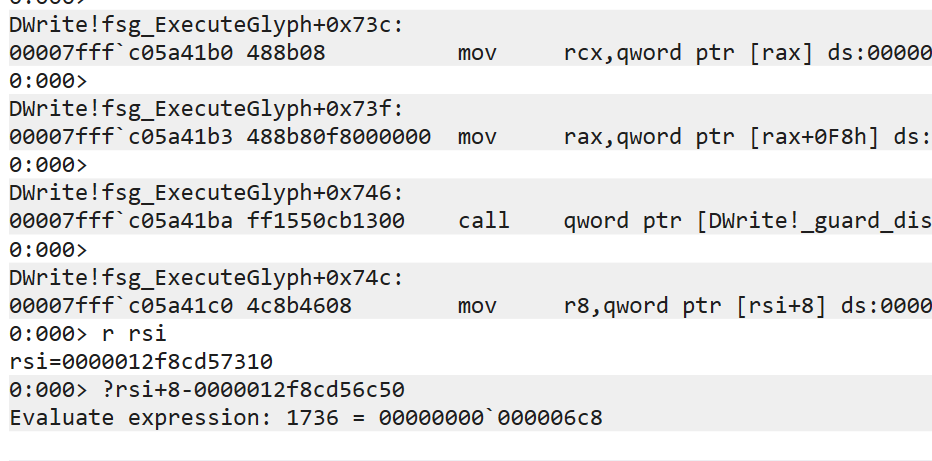 DWrite!fsg_ExecuteGlyph+0x73c:
00007fff`c05a41b0 488b08          mov     rcx,qword ptr [rax] ds:00000
0:000>
DWrite!fsg_ExecuteGlyph+0x73f:
00007fff`c05a41b3 488b80f8000000  mov     rax,qword ptr [rax+0F8h] ds:
0:000>
DWrite!fsg_ExecuteGlyph+0x746:
00007fff`c05a41ba ff1550cb1300    call    qword ptr [DWrite!_guard_dis
0:000>
DWrite!fsg_ExecuteGlyph+0x74c:
00007fff`c05a41c0 4c8b4608        mov     r8,qword ptr [rsi+8] ds:0000
0:000> r rsi
rsi=0000012f8cd57310
0:000> ?rsi+8-0000012f8cd56c50
Evaluate expression: 1736 = 00000000`000006c8